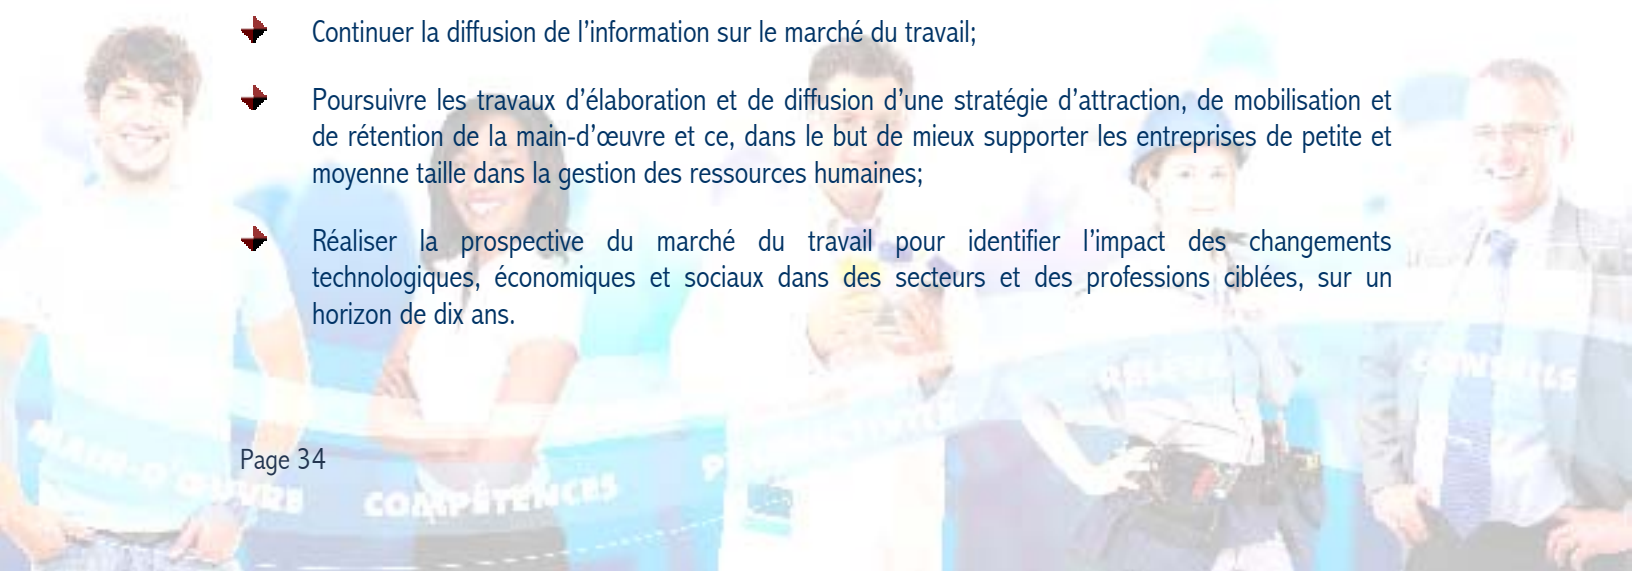 Continuer la diffusion de l’information sur le marché du travail;
Poursuivre les travaux d’élaboration et de diffusion d’une stratégie d’attraction, de mobilisation et
de rétention de la main-d’œuvre et ce, dans le but de mieux supporter les entreprises de petite et
moyenne taille dans la gestion des ressources humaines;
Réaliser la prospective du marché du travail pour identifier l’impact des changements
technologiques, économiques et sociaux dans des secteurs et des professions ciblées, sur un
horizon de dix ans.
RELÈVE
CONSEILS
MAIN-D'ŒUVRE
COMPÉTENCES
Page 34